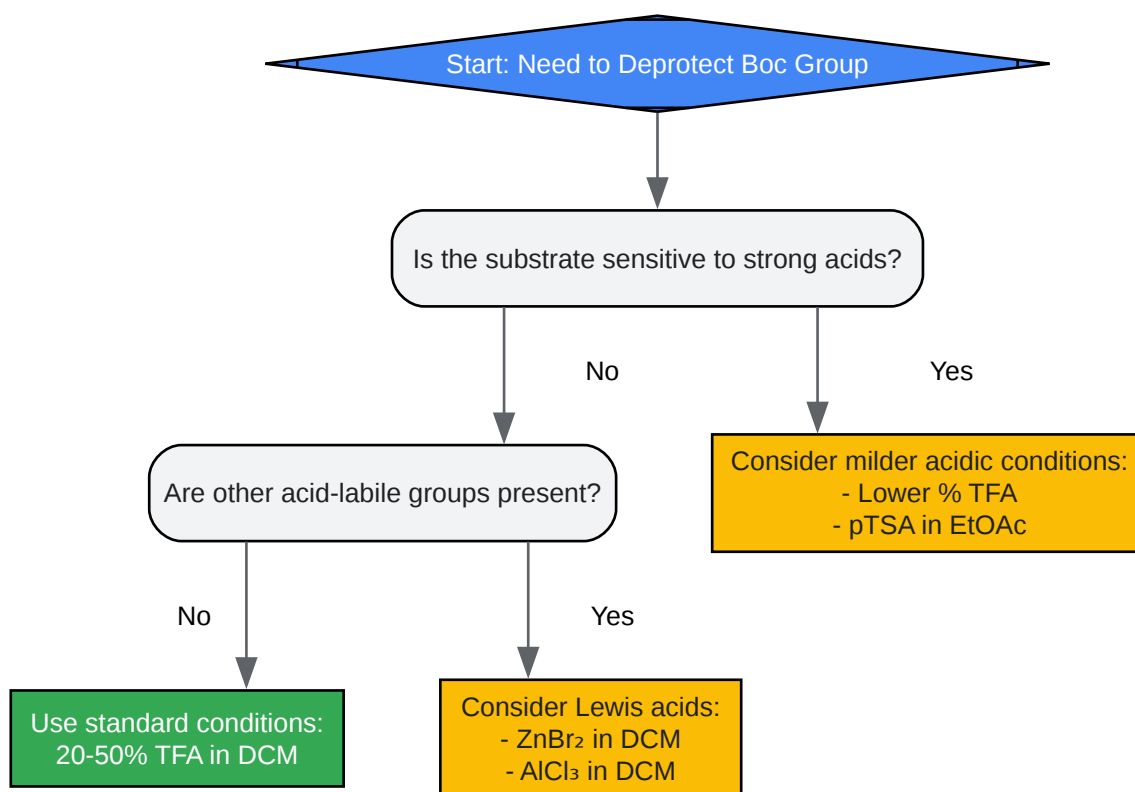 Start: Need to Deprotect Boc Group
Is the substrate sensitive to strong acids?
No
Yes
Are other acid-labile groups present?
Consider milder acidic conditions:
- Lower % TFA
- pTSA in EtOAc
No
Yes
Use standard conditions:
20-50% TFA in DCM
Consider Lewis acids:
- ZnBr₂ in DCM
- AlCl₃ in DCM